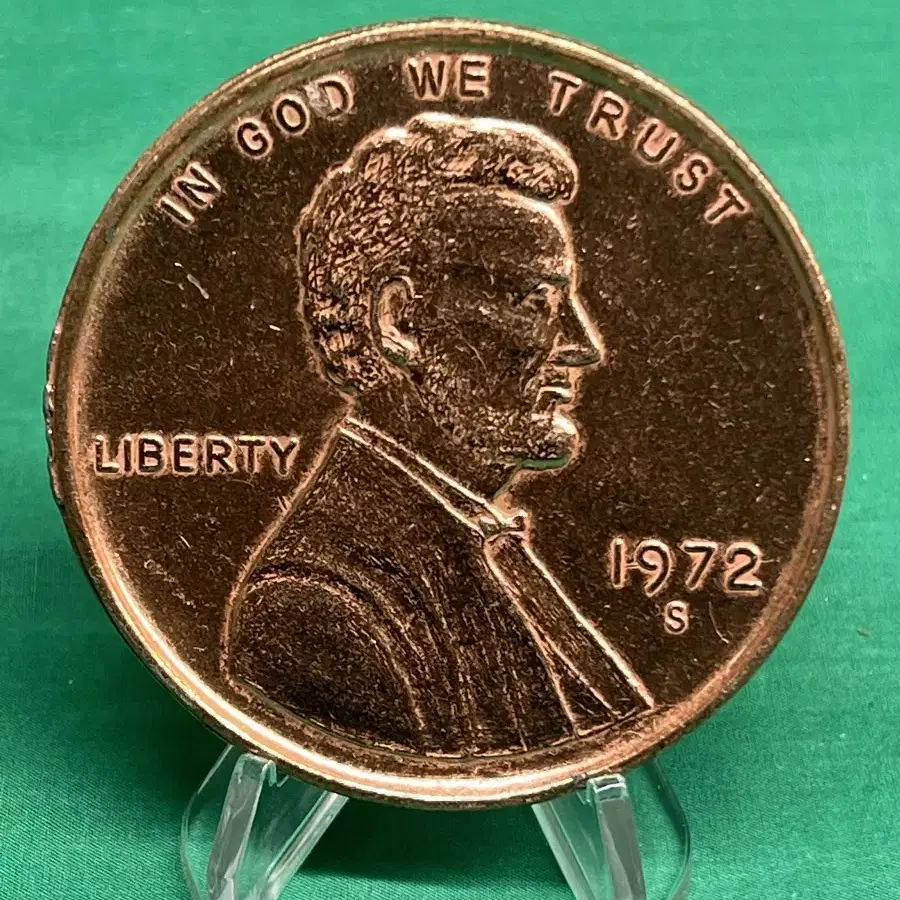 IN GOD WE TRUST
LIBERTY
1972
S